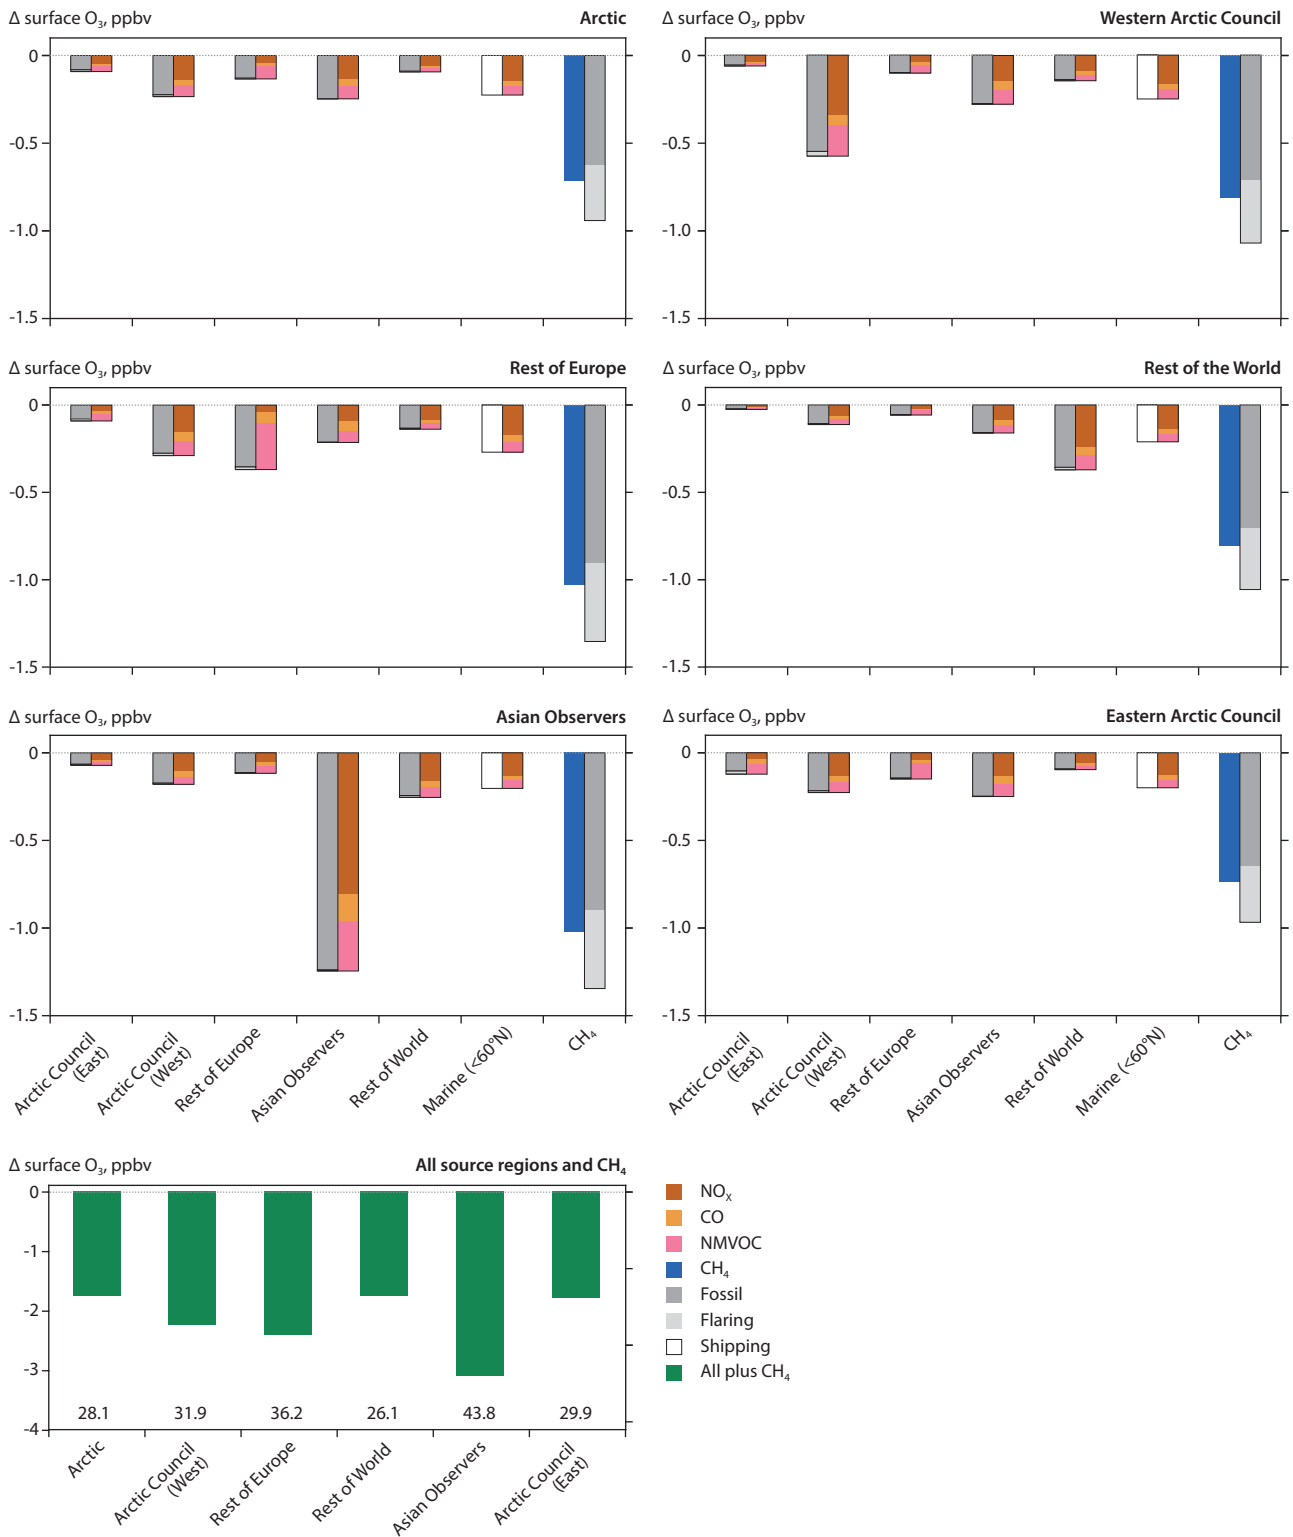 Δ surface O₃, ppbv
Arctic
0
-0.5
-1.0
-1.5
Δ surface O₃, ppbv
Western Arctic Council
0
-0.5
-1.0
-1.5
Δ surface O₃, ppbv
Rest of Europe
0
-0.5
-1.0
-1.5
Δ surface O₃, ppbv
Rest of the World
0
-0.5
-1.0
-1.5
Δ surface O₃, ppbv
Asian Observers
0
-0.5
-1.0
-1.5
Arctic Council
(East)
Arctic Council
(West)
Rest of Europe
Asian Observers
Rest of World
Marine (<60°N)
CH₄
Δ surface O₃, ppbv
Eastern Arctic Council
0
-0.5
-1.0
-1.5
Arctic Council
(East)
Arctic Council
(West)
Rest of Europe
Asian Observers
Rest of World
Marine (<60°N)
CH₄
Δ surface O₃, ppbv
All source regions and CH₄
0
-1
-2
-3
-4
28.1 31.9 36.2 26.1 43.8 29.9
Arctic
Arctic Council
(West)
Rest of Europe
Rest of World
Asian Observers
Arctic Council
(East)
NOₓ
CO
NMVOC
CH₄
Fossil
Flaring
Shipping
All plus CH₄